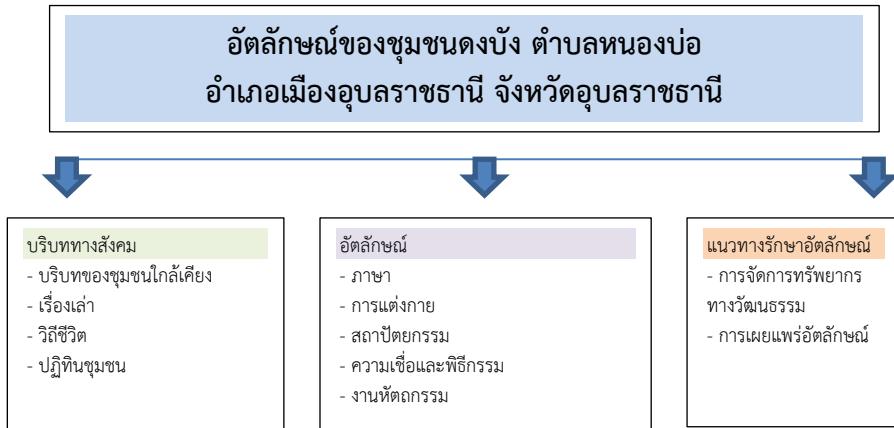 อัตลักษณ์ของชุมชนดงบัง ตำบลหนองบ่อ
อำเภอเมืองอุบลราชธานี จังหวัดอุบลราชธานี
บริบททางสังคม
- บริบทของชุมชนใกล้เคียง
- เรื่องเล่า
- วิถีชีวิต
- ปฏิทินชุมชน
อัตลักษณ์
- ภาษา
- การแต่งกาย
- สถาปัตยกรรม
- ความเชื่อและพิธีกรรม
- งานหัตถกรรม
แนวทางรักษาอัตลักษณ์
- การจัดการทรัพยากร
ทางวัฒนธรรม
- การเผยแพร่อัตลักษณ์